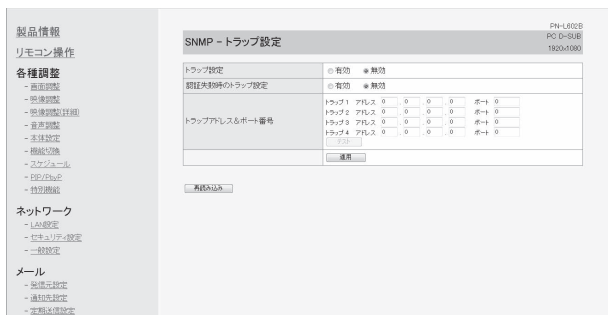 製品情報
リモコン操作
各種調整
- 画面調整
- 映像調整
- 映像調整(詳細)
- 音声調整
- 本体設定
- 機能切換
- スケジュール
- PIP/PbyP
- 特別機能
ネットワーク
- LAN設定
- セキュリティ設定
- 一般設定
メール
- 発信元設定
- 通知先設定
- 定期送信設定
PN-L602B
SNMP - トラップ設定
PC D-SUB
1920x1080
トラップ設定 有効 無効
認証失敗時のトラップ設定 有効 無効
トラップアドレス&ポート番号
トラップ 1 アドレス 0 . 0 . 0 . 0 ポート 0
トラップ 2 アドレス 0 . 0 . 0 . 0 ポート 0
トラップ 3 アドレス 0 . 0 . 0 . 0 ポート 0
トラップ 4 アドレス 0 . 0 . 0 . 0 ポート 0
テスト
適用
再読み込み